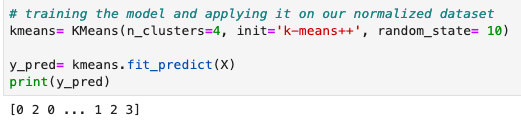 # training the model and applying it on our normalized dataset
kmeans= KMeans(n_clusters=4, init='k-means++', random_state= 10)
y_pred= kmeans.fit_predict(X)
print(y_pred)
[0 2 0 ... 1 2 3]